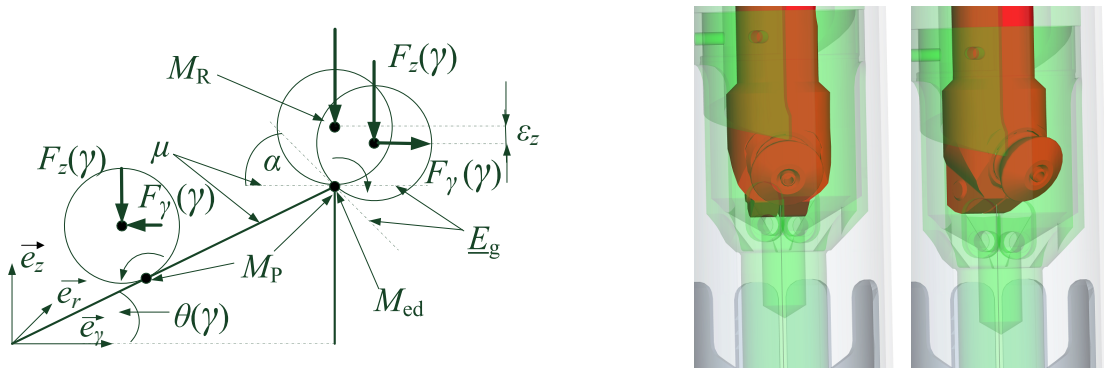 F_z(γ)
M_R
ε_z
μ
α
F_z(γ)
F_γ(γ)
F_γ(γ)
E_g
e_z
M_P
e_r
M_ed
e_γ
θ(γ)